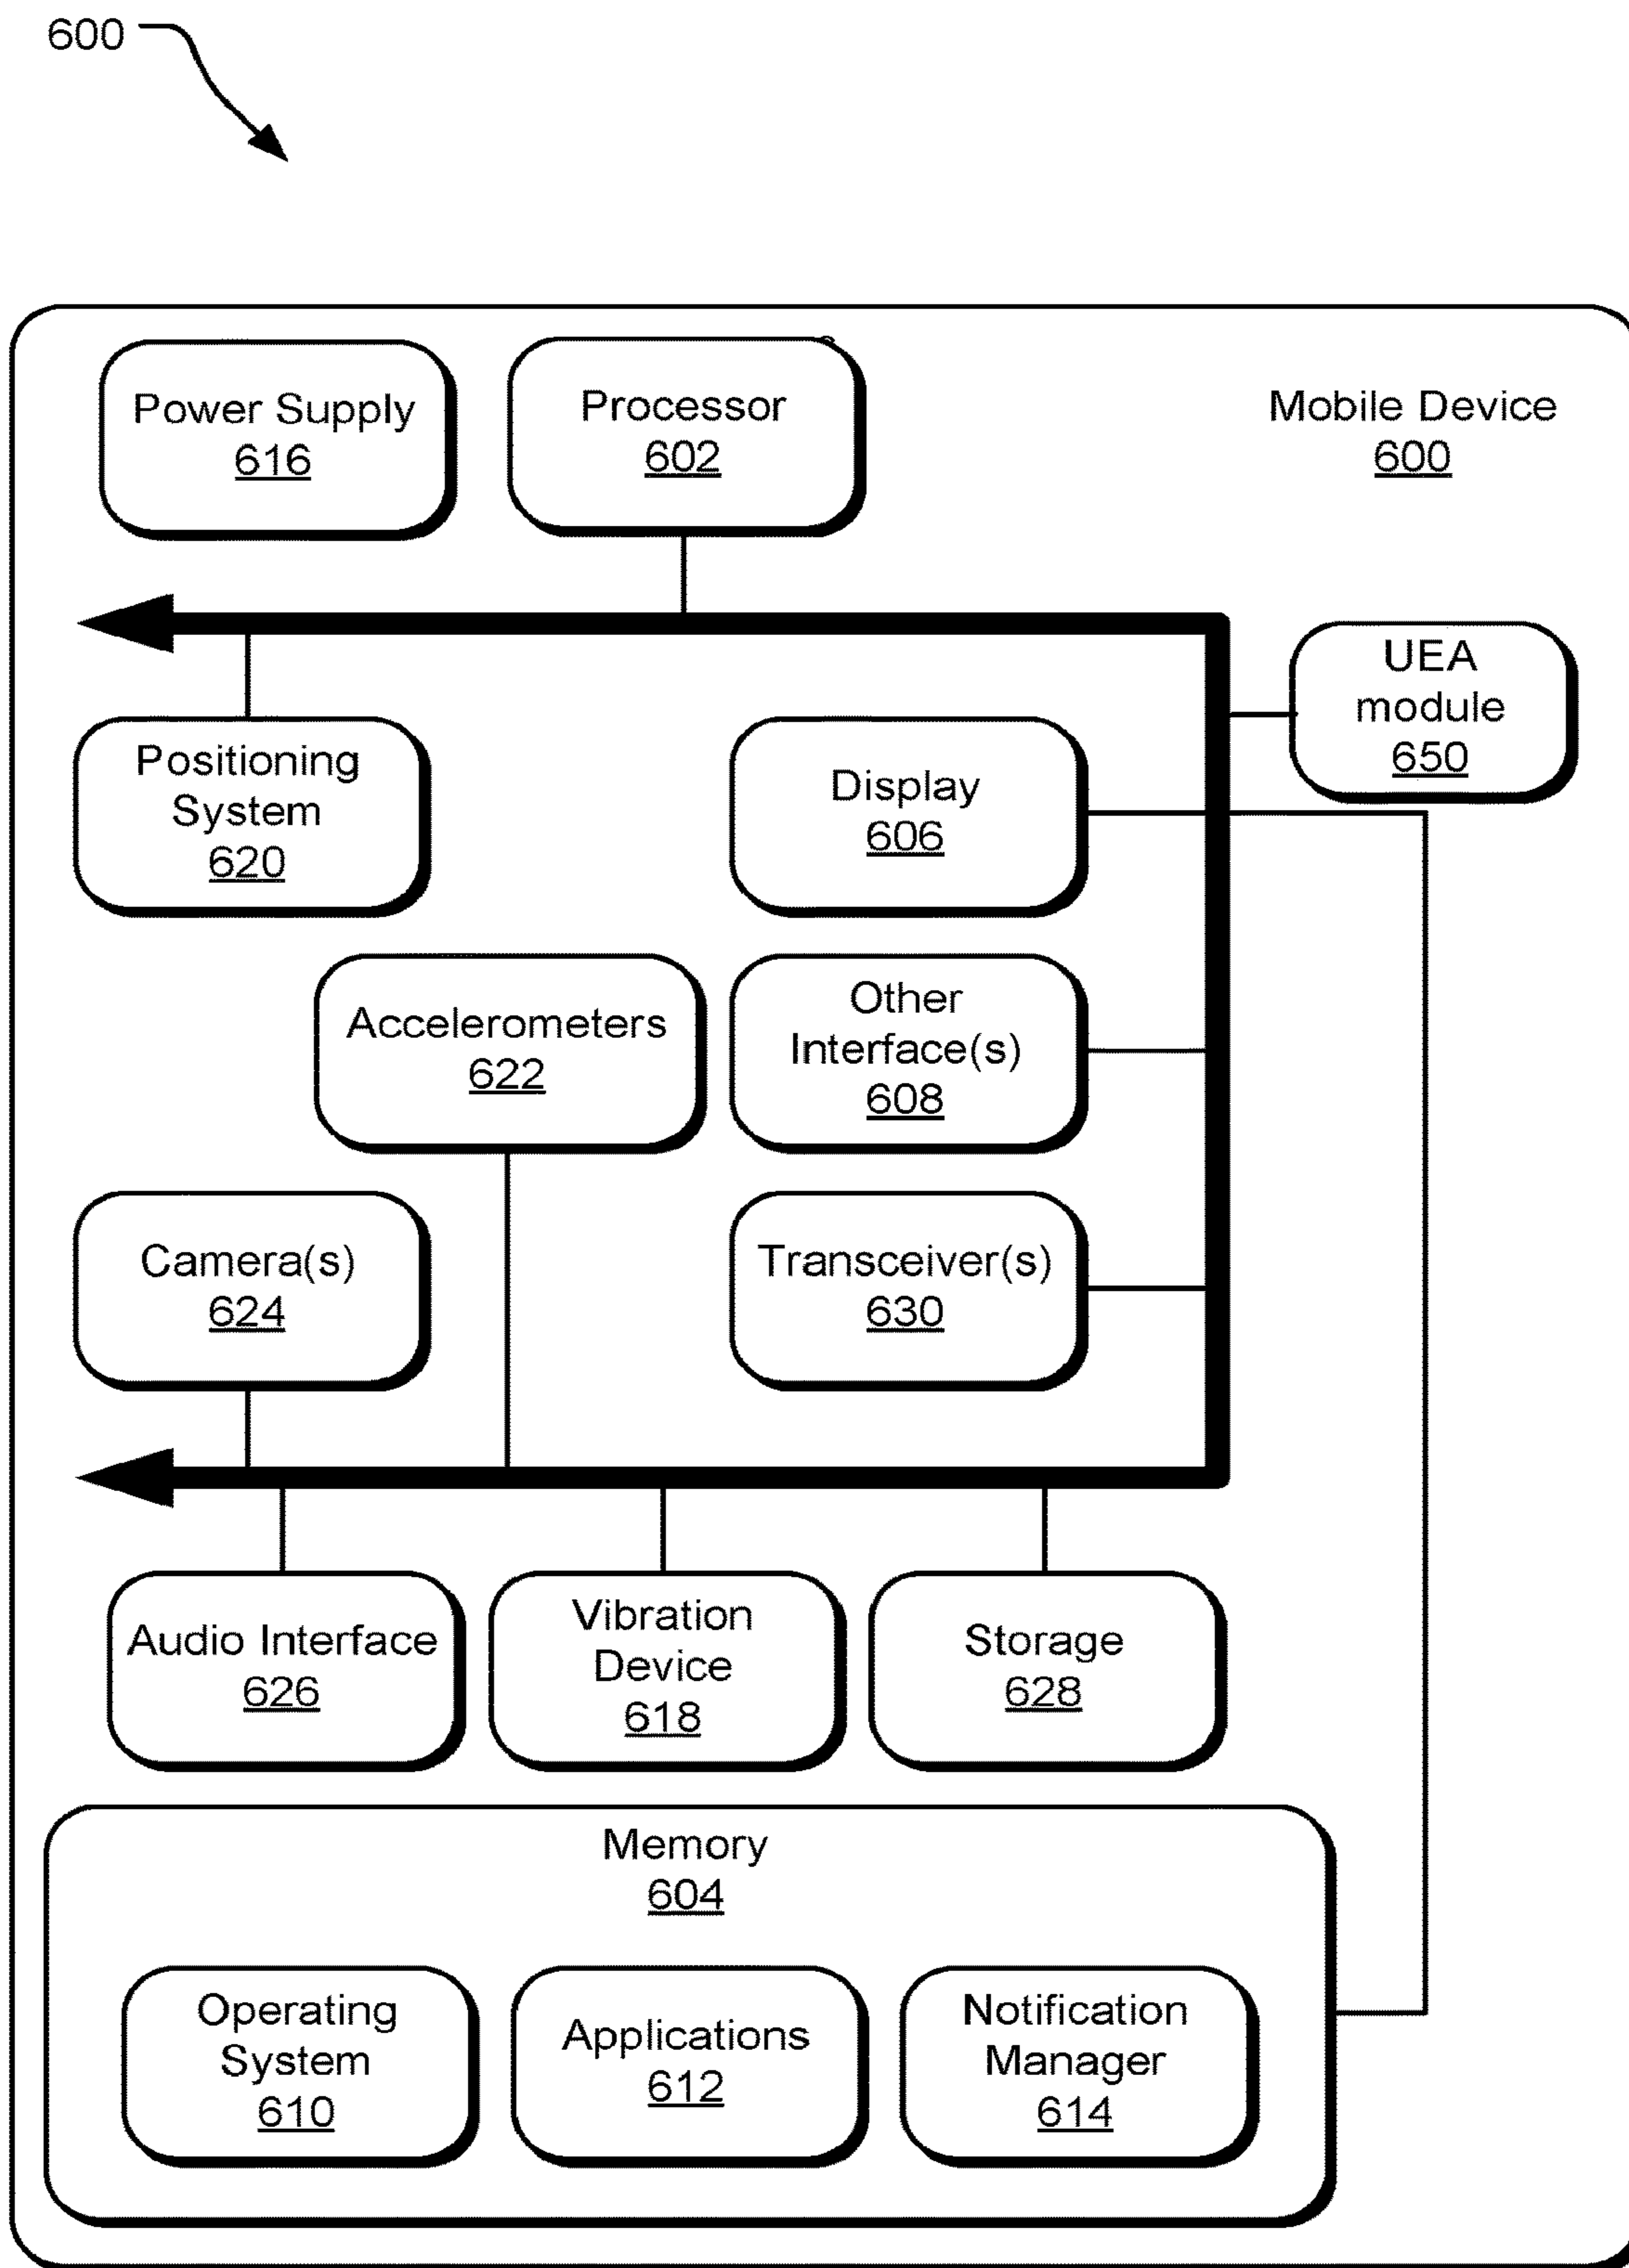 600
Power Supply
616
Processor
602
Mobile Device
600
UEA
module
650
Positioning
System
620
Display
606
Accelerometers
622
Other
Interface(s)
608
Camera(s)
624
Transceiver(s)
630
Audio Interface
626
Vibration
Device
618
Storage
628
Memory
604
Operating
System
610
Applications
612
Notification
Manager
614